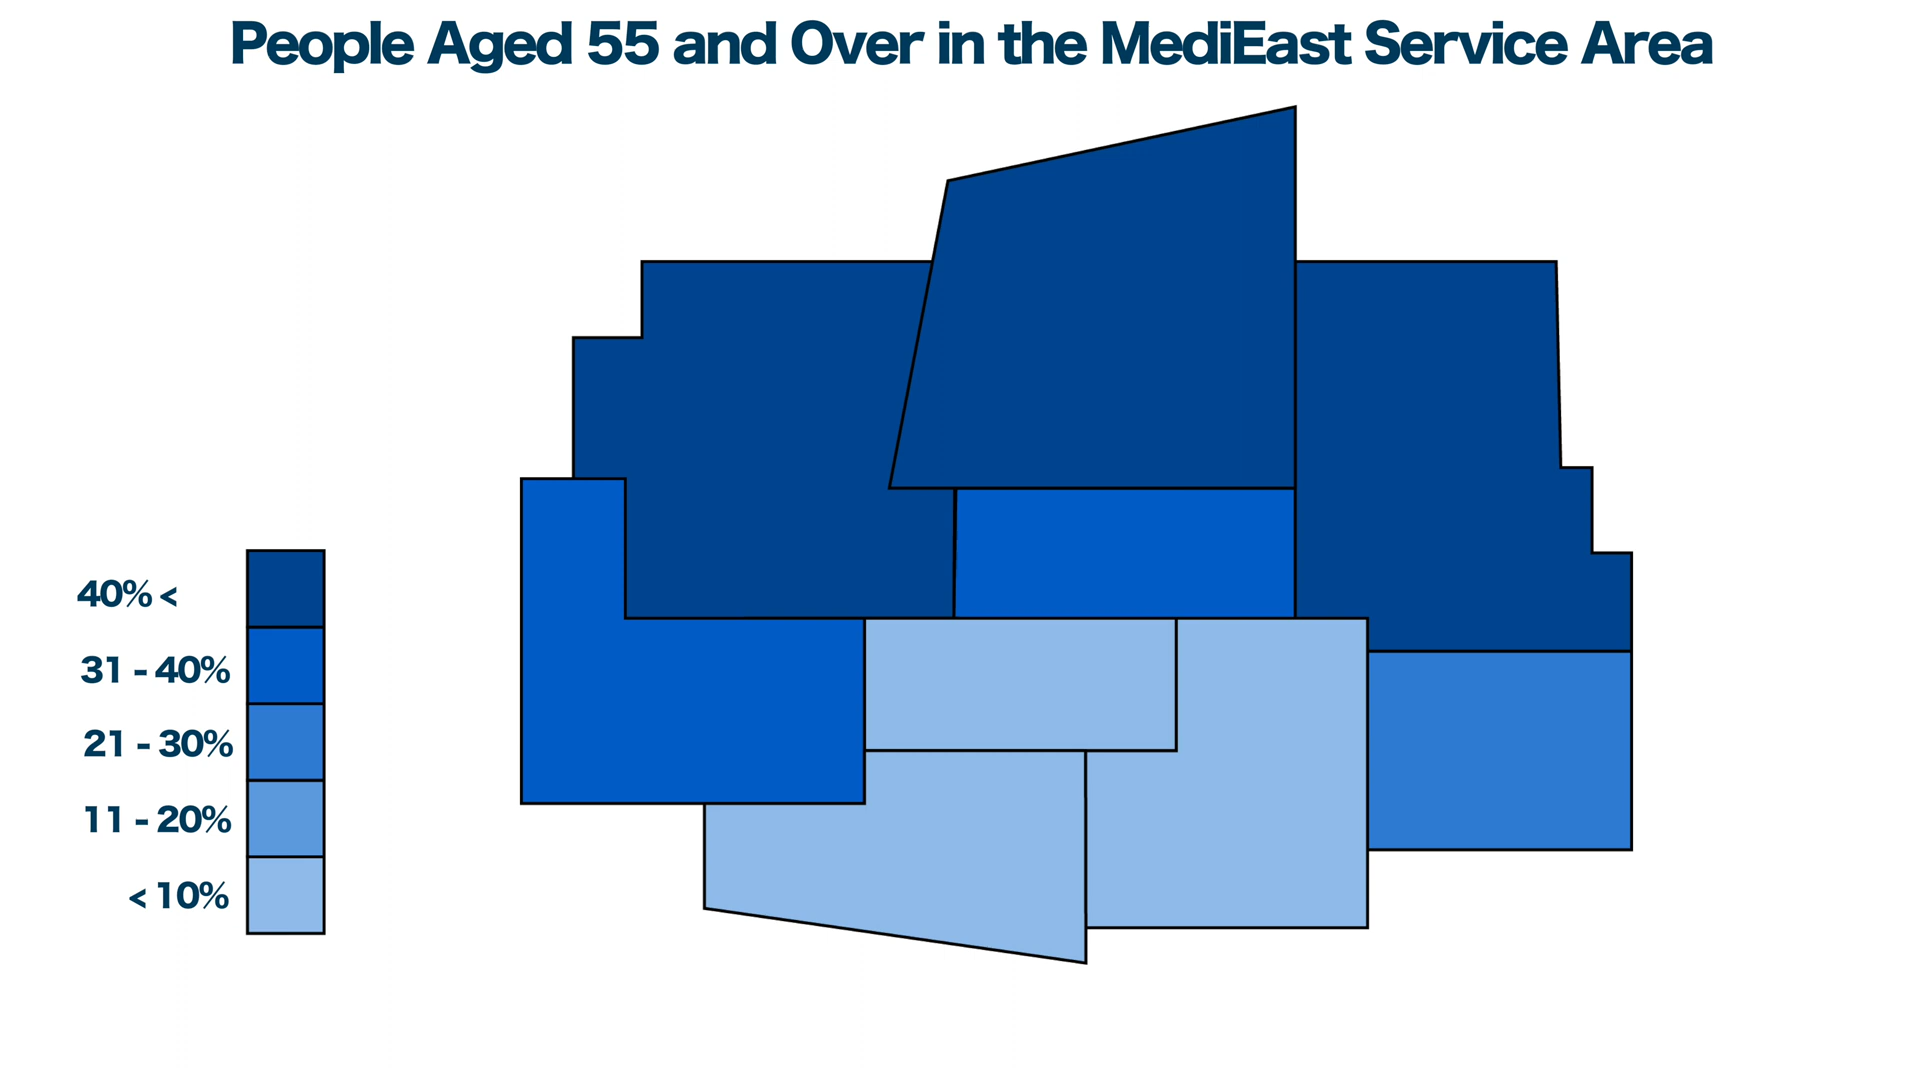 People Aged 55 and Over in the MediEast Service Area
40% <
31 - 40%
21 - 30%
11 - 20%
< 10%